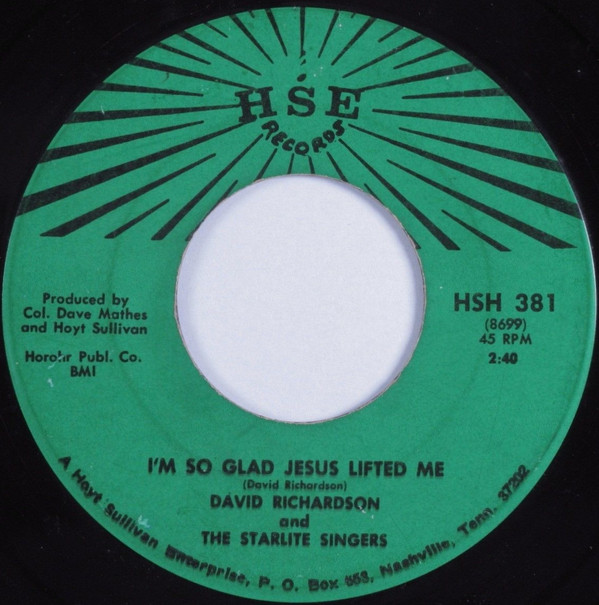 HSE
RECORDS
Produced by
Col. Dave Mathes
and Hoyt Sullivan
Horohr Publ. Co.
BMI
HSH 381
(8699)
45 RPM
2:40
I'M SO GLAD JESUS LIFTED ME
(David Richardson)
DAVID RICHARDSON
and
THE STARLITE SINGERS
A Hoyt Sullivan Enterprise, P. O. Box 553, Nashville, Tenn. 37202